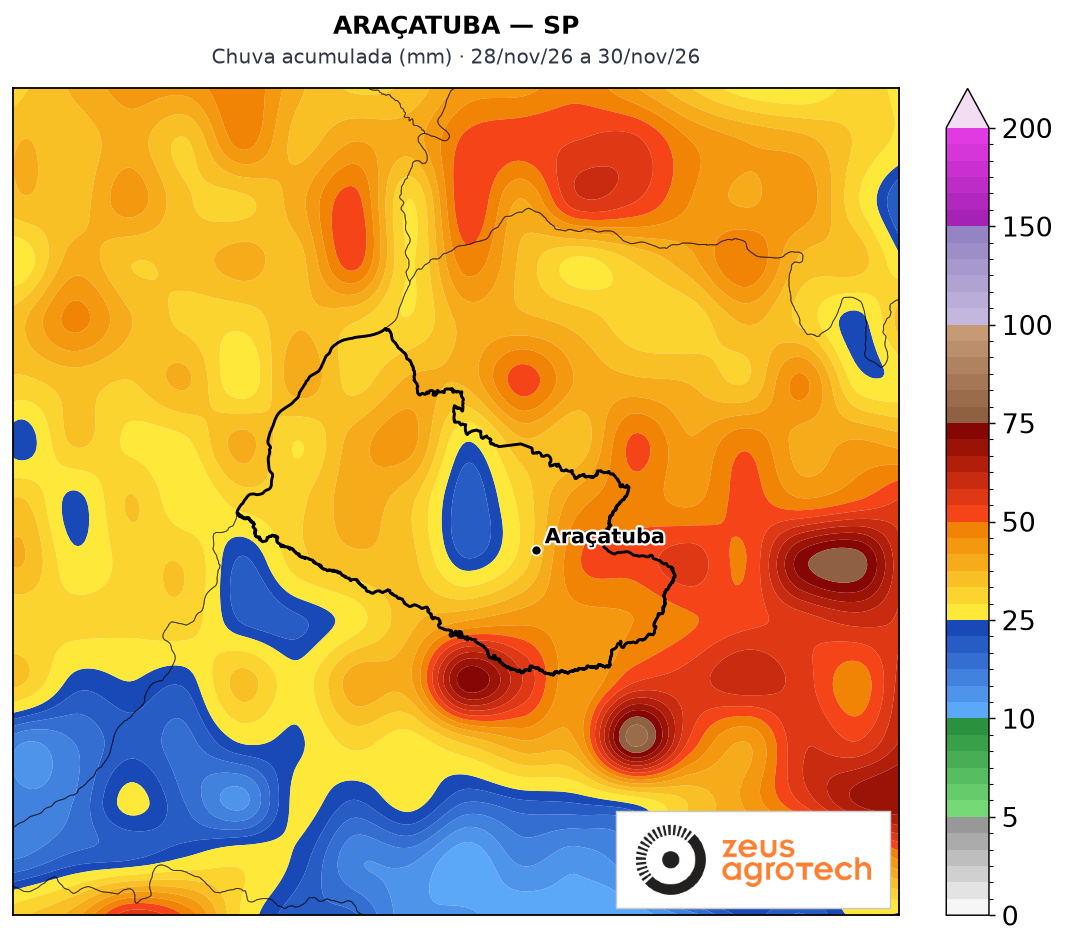 ARAÇATUBA — SP
Chuva acumulada (mm) · 28/nov/26 a 30/nov/26
200
150
100
75
50
25
10
5
0
Araçatuba
zeus
agrotech